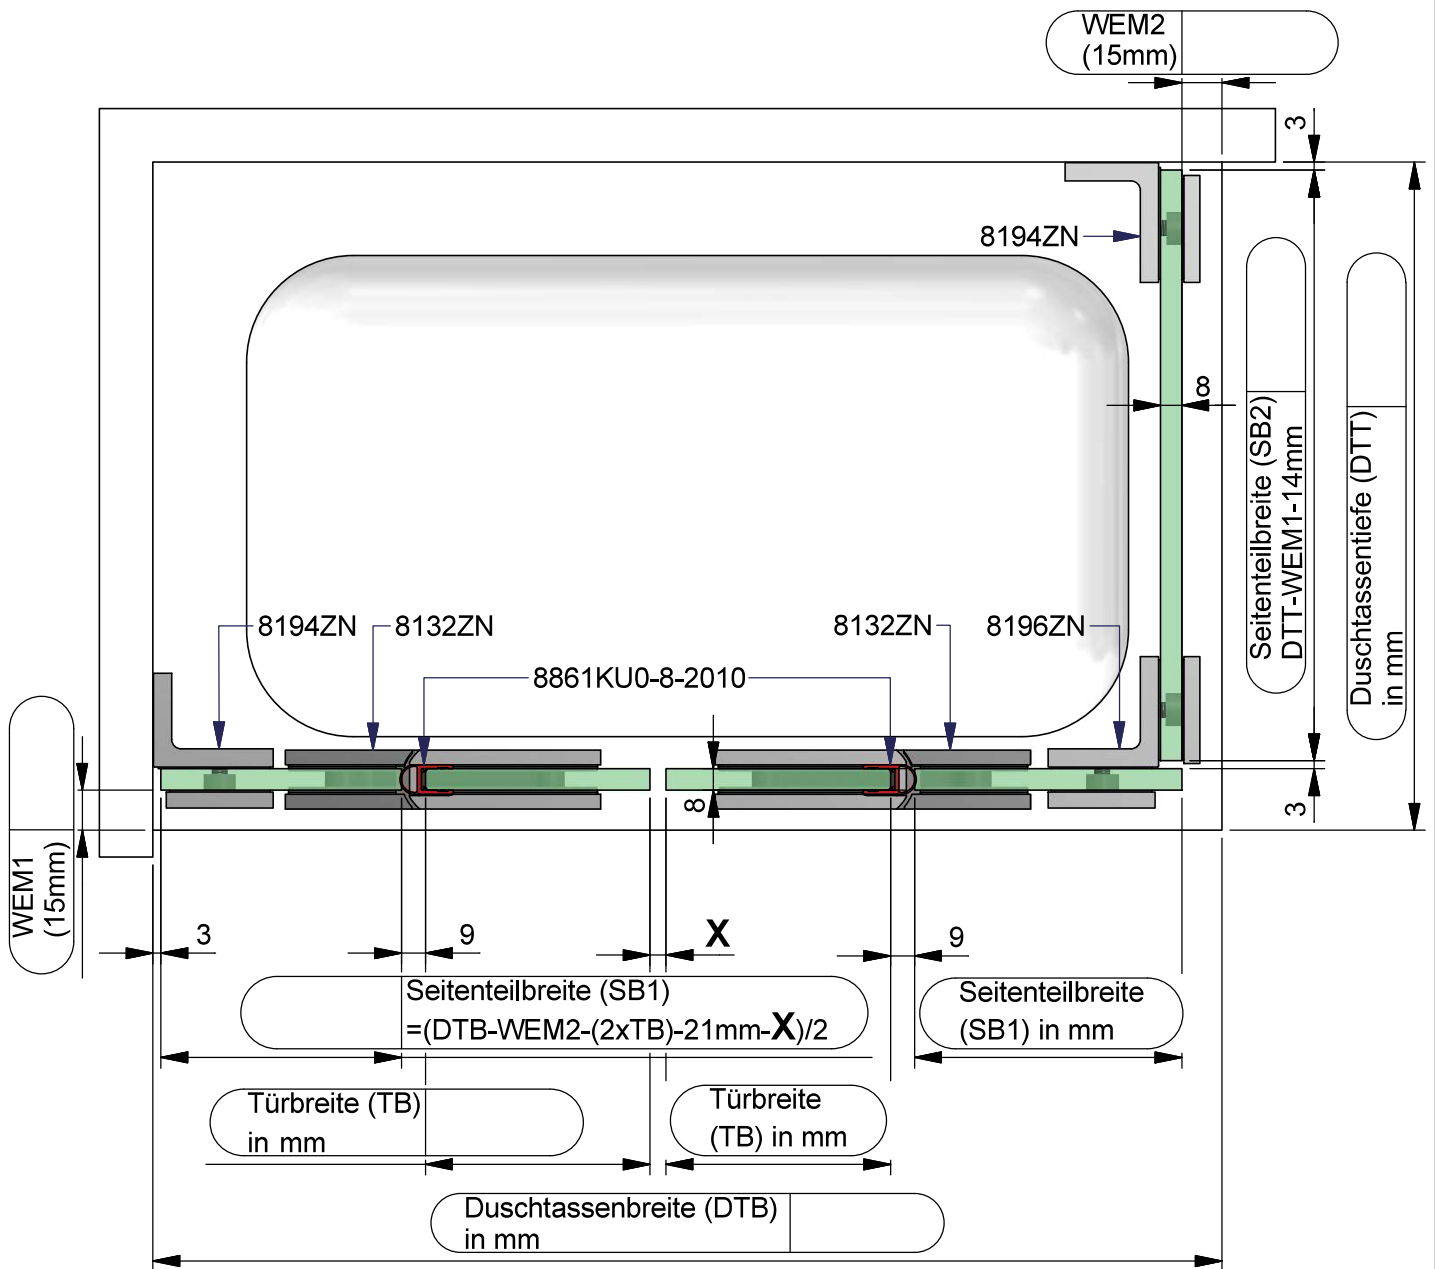 WEM2
(15mm)
3
8194ZN
8
Seitenteilbreite (SB2)
DTT-WEM1-14mm
Duschtassentiefe (DTT)
in mm
8194ZN
8132ZN
8132ZN
8196ZN
8861KU0-8-2010
8
3
WEM1
(15mm)
3
9
X
9
Seitenteilbreite (SB1)
=(DTB-WEM2-(2xTB)-21mm-X)/2
Seitenteilbreite
(SB1) in mm
Türbreite (TB)
in mm
Türbreite
(TB) in mm
Duschtassenbreite (DTB)
in mm